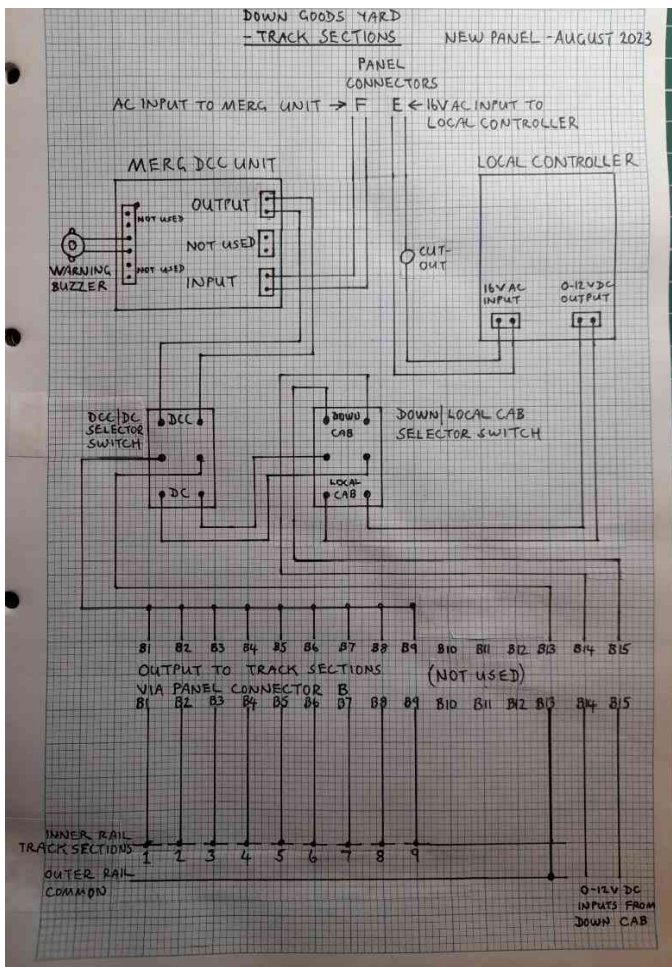 DOWN GOODS YARD
- TRACK SECTIONS
NEW PANEL - AUGUST 2023
PANEL
CONNECTORS
AC INPUT TO MERG UNIT → F
E ← 16V AC INPUT TO
LOCAL CONTROLLER
MERG DCC UNIT
LOCAL CONTROLLER
OUTPUT
NOT USED
NOT USED
NOT USED
INPUT
WARNING
BUZZER
CUT-
OUT
16V AC
INPUT
0-12V DC
OUTPUT
DCC/DC
SELECTOR
SWITCH
DCC
DC
DOWN
CAB
LOCAL
CAB
DOWN/LOCAL CAB
SELECTOR SWITCH
B1 B2 B3 B4 B5 B6 B7 B8 B9 B10 B11 B12 B13 B14 B15
OUTPUT TO TRACK SECTIONS
(NOT USED)
VIA PANEL CONNECTOR B
B1 B2 B3 B4 B5 B6 B7 B8 B9 B10 B11 B12 B13 B14 B15
INNER RAIL
TRACK SECTIONS
1 2 3 4 5 6 7 8 9
OUTER RAIL
COMMON
0-12V DC
INPUTS FROM
DOWN CAB